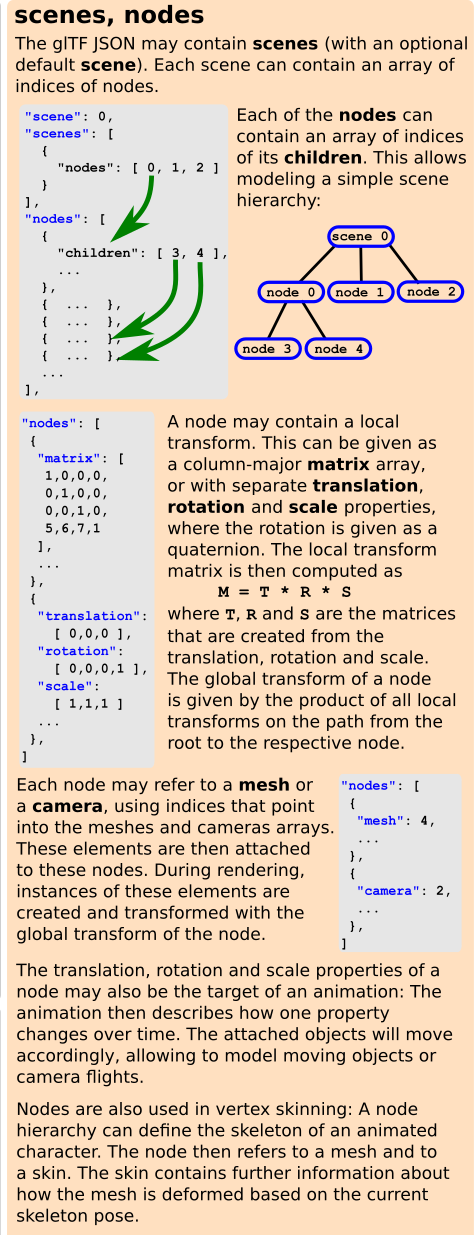 scenes, nodes
The glTF JSON may contain scenes (with an optional
default scene). Each scene can contain an array of
indices of nodes.
"scene": 0,
"scenes": [
  {
    "nodes": [ 0, 1, 2 ]
  }
],
"nodes": [
  {
    "children": [ 3, 4 ],
    ...
  },
  {  ...  },
  {  ...  },
  {  ...  },
  {  ...  },
  ...
],
Each of the nodes can
contain an array of indices
of its children. This allows
modeling a simple scene
hierarchy:
scene 0
node 0 node 1 node 2
node 3 node 4
"nodes": [
 {
  "matrix": [
   1,0,0,0,
   0,1,0,0,
   0,0,1,0,
   5,6,7,1
  ],
  ...
 },
 {
  "translation":
    [ 0,0,0 ],
  "rotation":
    [ 0,0,0,1 ],
  "scale":
    [ 1,1,1 ]
  ...
 },
]
A node may contain a local
transform. This can be given as
a column-major matrix array,
or with separate translation,
rotation and scale properties,
where the rotation is given as a
quaternion. The local transform
matrix is then computed as
M = T * R * S
where T, R and S are the matrices
that are created from the
translation, rotation and scale.
The global transform of a node
is given by the product of all local
transforms on the path from the
root to the respective node.
Each node may refer to a mesh or
a camera, using indices that point
into the meshes and cameras arrays.
These elements are then attached
to these nodes. During rendering,
instances of these elements are
created and transformed with the
global transform of the node.
"nodes": [
 {
  "mesh": 4,
  ...
 },
 {
  "camera": 2,
  ...
 },
]
The translation, rotation and scale properties of a
node may also be the target of an animation: The
animation then describes how one property
changes over time. The attached objects will move
accordingly, allowing to model moving objects or
camera flights.
Nodes are also used in vertex skinning: A node
hierarchy can define the skeleton of an animated
character. The node then refers to a mesh and to
a skin. The skin contains further information about
how the mesh is deformed based on the current
skeleton pose.